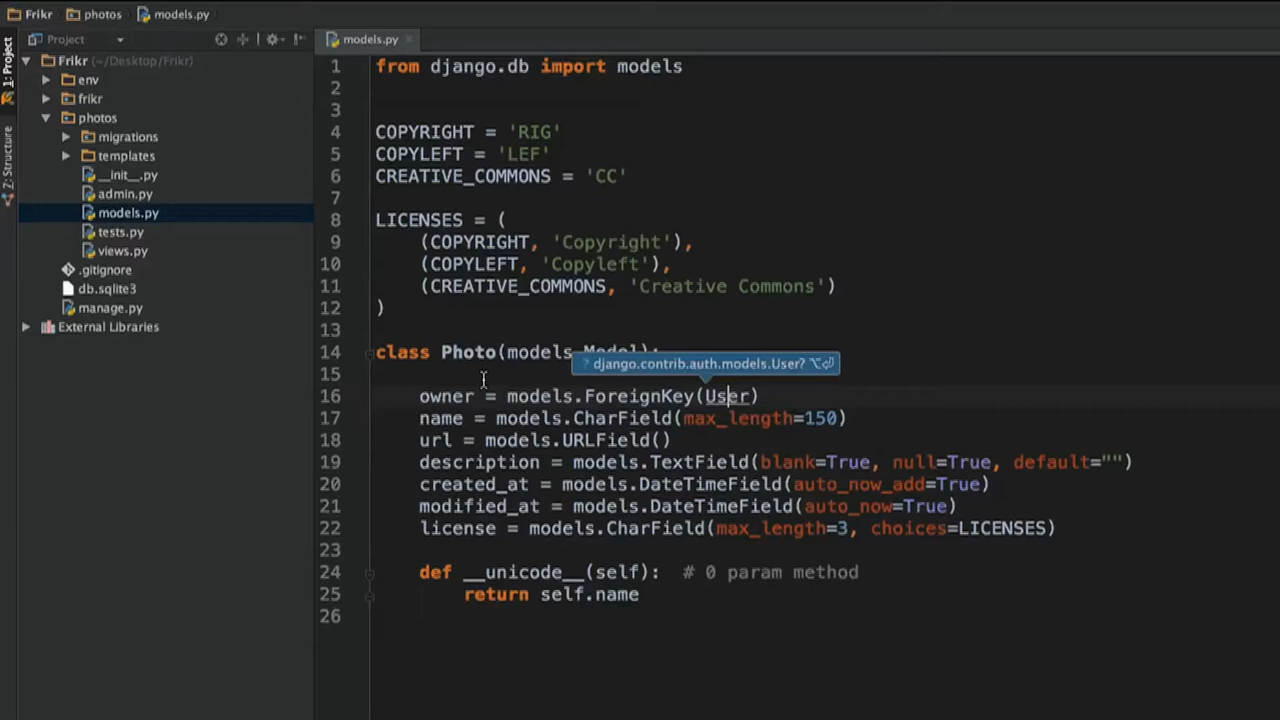 Frikr photos models.py
1: Project
Z: Structure
Project
Frikr (~/Desktop/Frikr)
env
frikr
photos
migrations
templates
__init__.py
admin.py
models.py
tests.py
views.py
.gitignore
db.sqlite3
manage.py
External Libraries
models.py
1 from django.db import models
2
3
4 COPYRIGHT = 'RIG'
5 COPYLEFT = 'LEF'
6 CREATIVE_COMMONS = 'CC'
7
8 LICENSES = (
9 (COPYRIGHT, 'Copyright'),
10 (COPYLEFT, 'Copyleft'),
11 (CREATIVE_COMMONS, 'Creative Commons')
12 )
13
14 class Photo(models.Model):
? django.contrib.auth.models.User? ⌥⏎
15
16 owner = models.ForeignKey(User)
17 name = models.CharField(max_length=150)
18 url = models.URLField()
19 description = models.TextField(blank=True, null=True, default="")
20 created_at = models.DateTimeField(auto_now_add=True)
21 modified_at = models.DateTimeField(auto_now=True)
22 license = models.CharField(max_length=3, choices=LICENSES)
23
24 def __unicode__(self): # 0 param method
25 return self.name
26